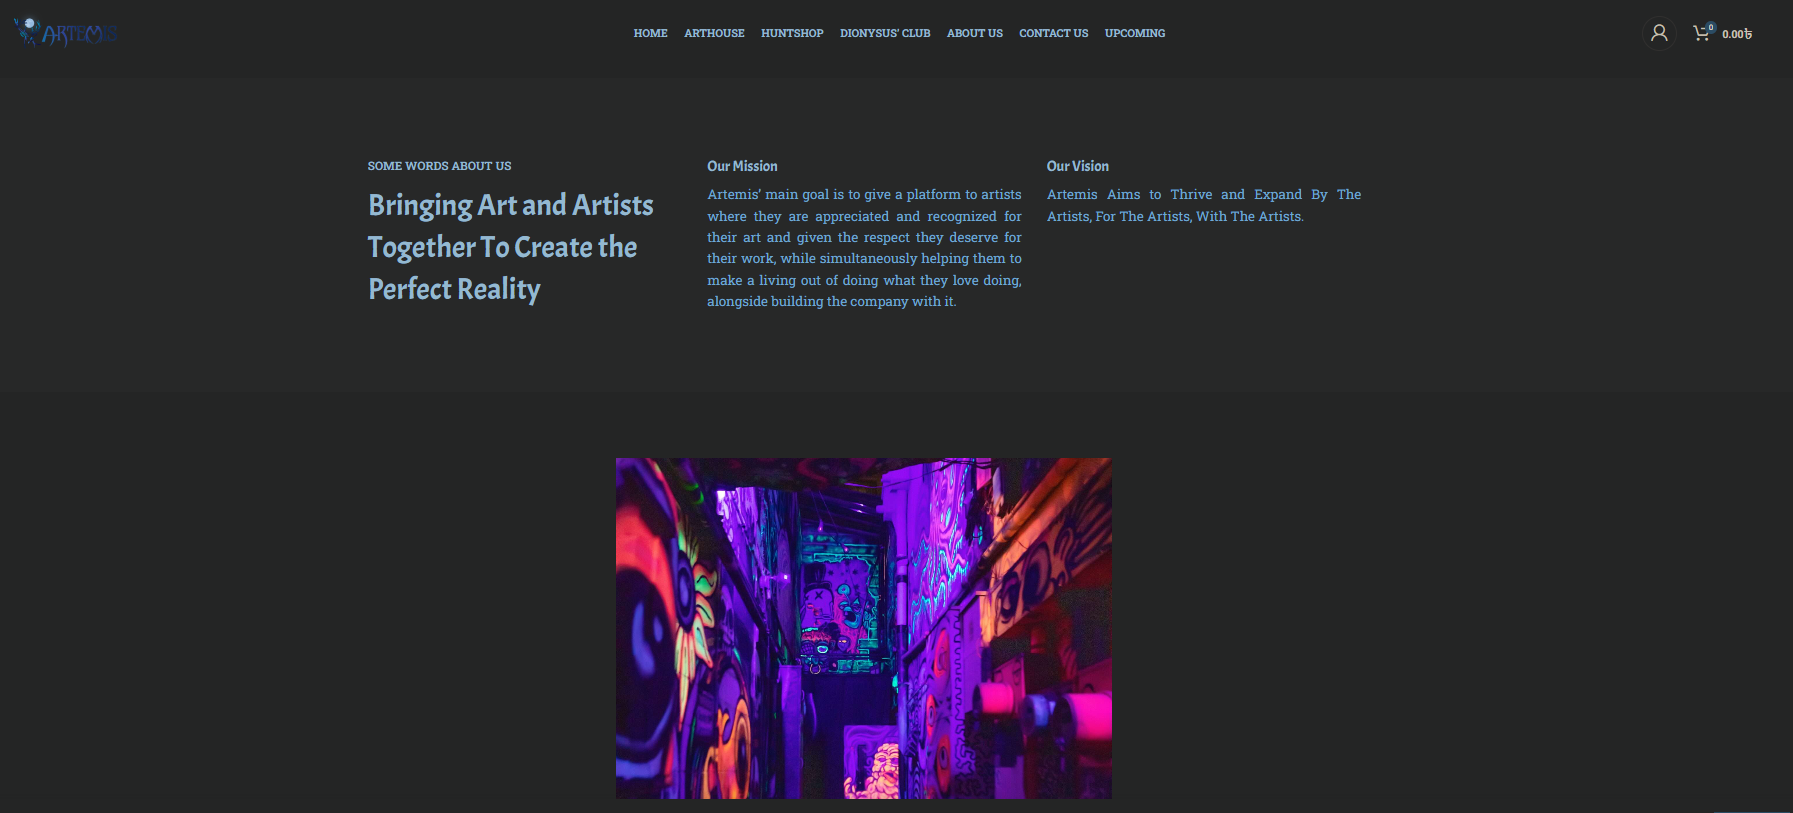 ARTEMIS
HOME ARTHOUSE HUNTSHOP DIONYSUS' CLUB ABOUT US CONTACT US UPCOMING
0
0.00৳
SOME WORDS ABOUT US
Bringing Art and Artists
Together To Create the
Perfect Reality
Our Mission
Artemis' main goal is to give a platform to artists
where they are appreciated and recognized for
their art and given the respect they deserve for
their work, while simultaneously helping them to
make a living out of doing what they love doing,
alongside building the company with it.
Our Vision
Artemis Aims to Thrive and Expand By The
Artists, For The Artists, With The Artists.